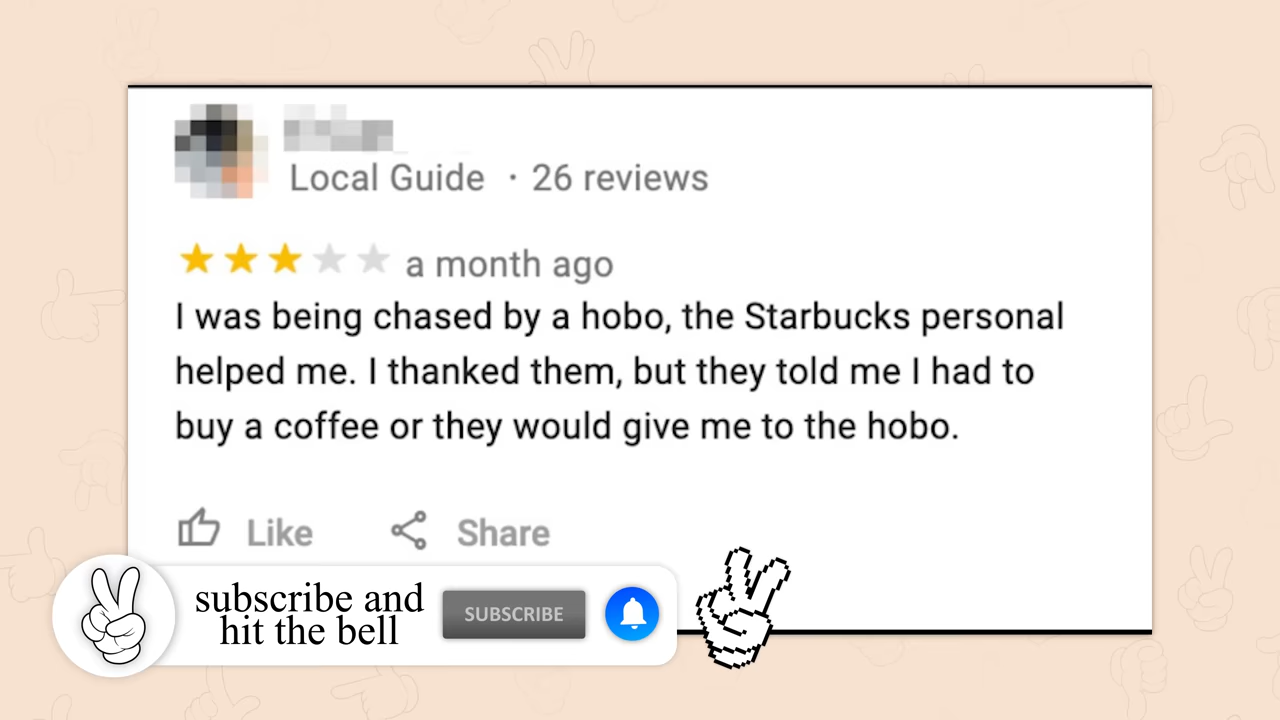 Local Guide · 26 reviews
a month ago
I was being chased by a hobo, the Starbucks personal
helped me. I thanked them, but they told me I had to
buy a coffee or they would give me to the hobo.
Like Share
subscribe and
hit the bell
SUBSCRIBE